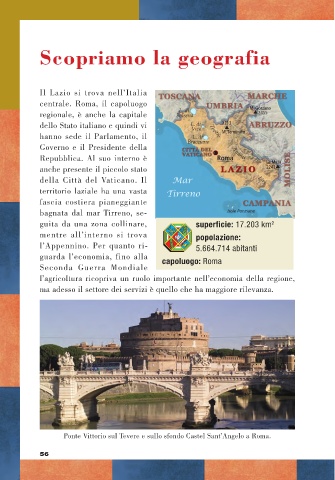 Scopriamo la geografia
Il Lazio si trova nell'Italia
centrale. Roma, il capoluogo
regionale, è anche la capitale
dello Stato italiano e quindi vi
hanno sede il Parlamento, il
Governo e il Presidente della
Repubblica. Al suo interno è
anche presente il piccolo stato
della Città del Vaticano. Il
territorio laziale ha una vasta
fascia costiera pianeggiante
bagnata dal mar Tirreno, se-
guita da una zona collinare,
mentre all'interno si trova
l'Appennino. Per quanto ri-
guarda l'economia, fino alla
Seconda Guerra Mondiale
l'agricoltura ricopriva un ruolo importante nell'economia della regione,
ma adesso il settore dei servizi è quello che ha maggiore rilevanza.
TOSCANA
MARCHE
UMBRIA
ABRUZZO
CITTÀ DEL
VATICANO
Roma
LAZIO
MOLISE
Mar
Tirreno
CAMPANIA
superficie: 17.203 km²
popolazione:
5.664.714 abitanti
capoluogo: Roma
Ponte Vittorio sul Tevere e sullo sfondo Castel Sant'Angelo a Roma.
56